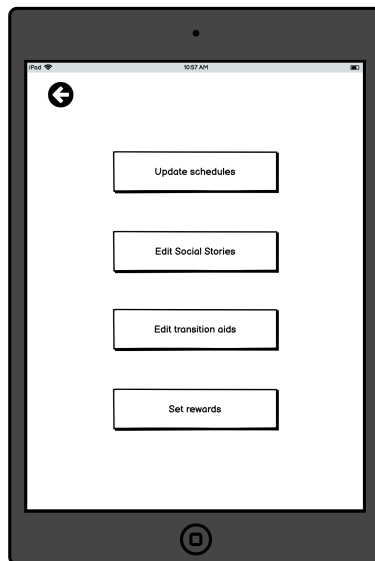 iPad 10:57 AM
Update schedules
Edit Social Stories
Edit transition aids
Set rewards